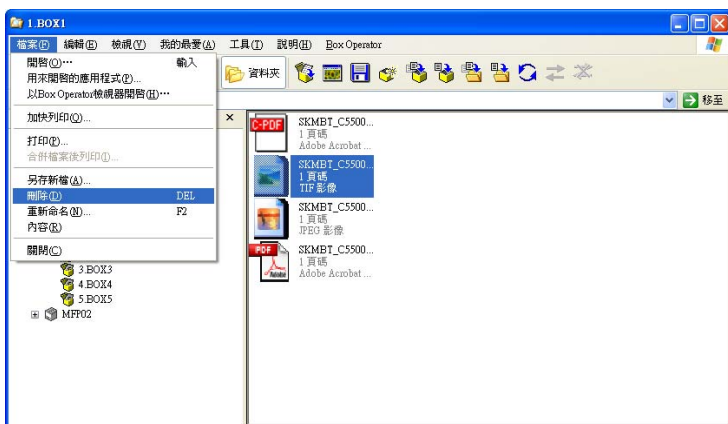 1.BOX1
檔案(F) 編輯(E) 檢視(V) 我的最愛(A) 工具(T) 說明(H) Box Operator
開啓(O)… 輸入
用來開啓的應用程式(P)...
以Box Operator檢視器開啓(H)…
加快列印(Q)...
打印(P)...
合併檔案後列印(J)...
另存新檔(A)...
刪除(D) DEL
重新命名(N)... F2
內容(R)
關閉(C)
資料夾
移至
3.BOX3
4.BOX4
5.BOX5
MFP02
C-PDF
SKMBT_C5500...
1 頁碼
Adobe Acrobat ...
SKMBT_C5500...
1 頁碼
TIF 影像
SKMBT_C5500...
1 頁碼
JPEG 影像
PDF
Adobe
SKMBT_C5500...
1 頁碼
Adobe Acrobat ...